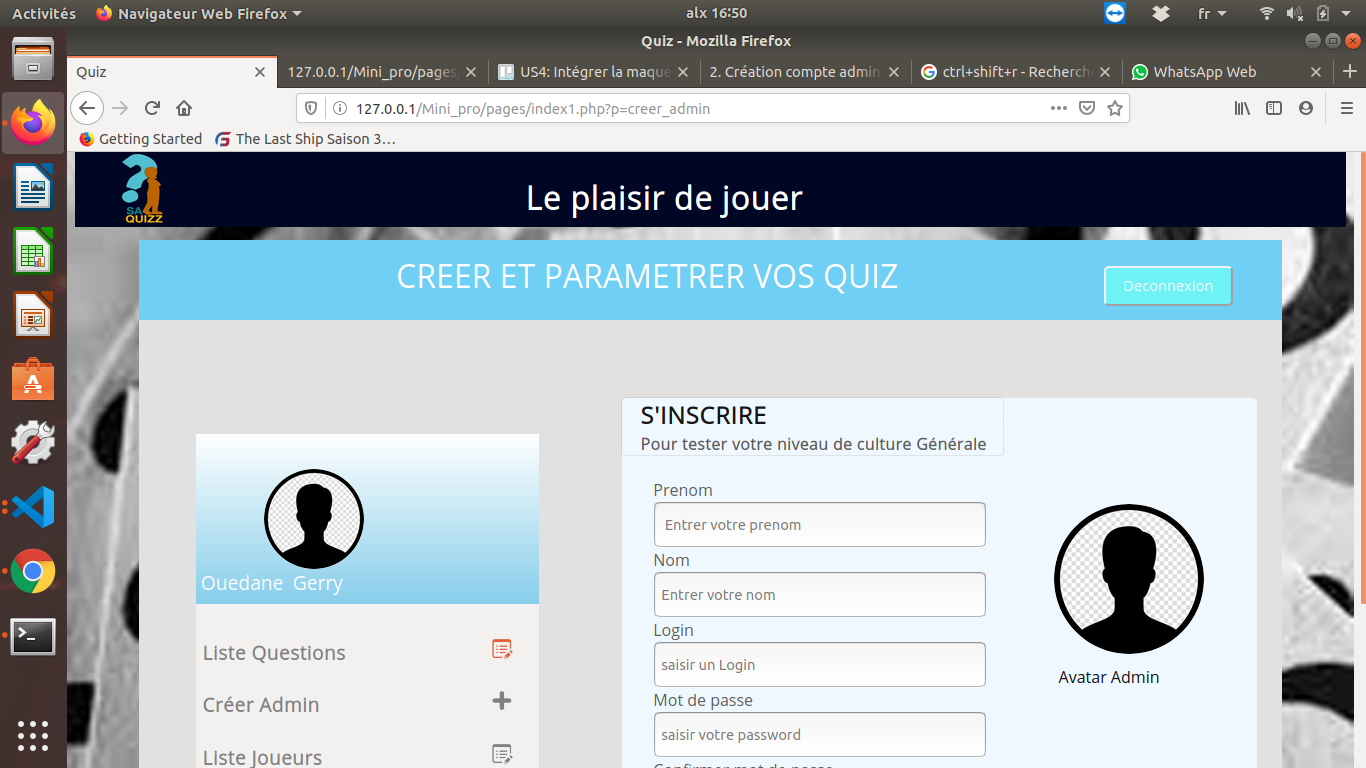 Activités Navigateur Web Firefox alx 16:50 fr
Quiz - Mozilla Firefox
Quiz 127.0.0.1/Mini_pro/pages US4: Intégrer la maque 2. Création compte admin ctrl+shift+r - Recherch WhatsApp Web
127.0.0.1/Mini_pro/pages/index1.php?p=creer_admin
Getting Started The Last Ship Saison 3...
SA
QUIZZ
Le plaisir de jouer
CREER ET PARAMETRER VOS QUIZ
Deconnexion
Ouedane Gerry
Liste Questions
Créer Admin
Liste Joueurs
S'INSCRIRE
Pour tester votre niveau de culture Générale
Prenom
Entrer votre prenom
Nom
Entrer votre nom
Login
saisir un Login
Mot de passe
saisir votre password
Confirmer mot de passe
Avatar Admin